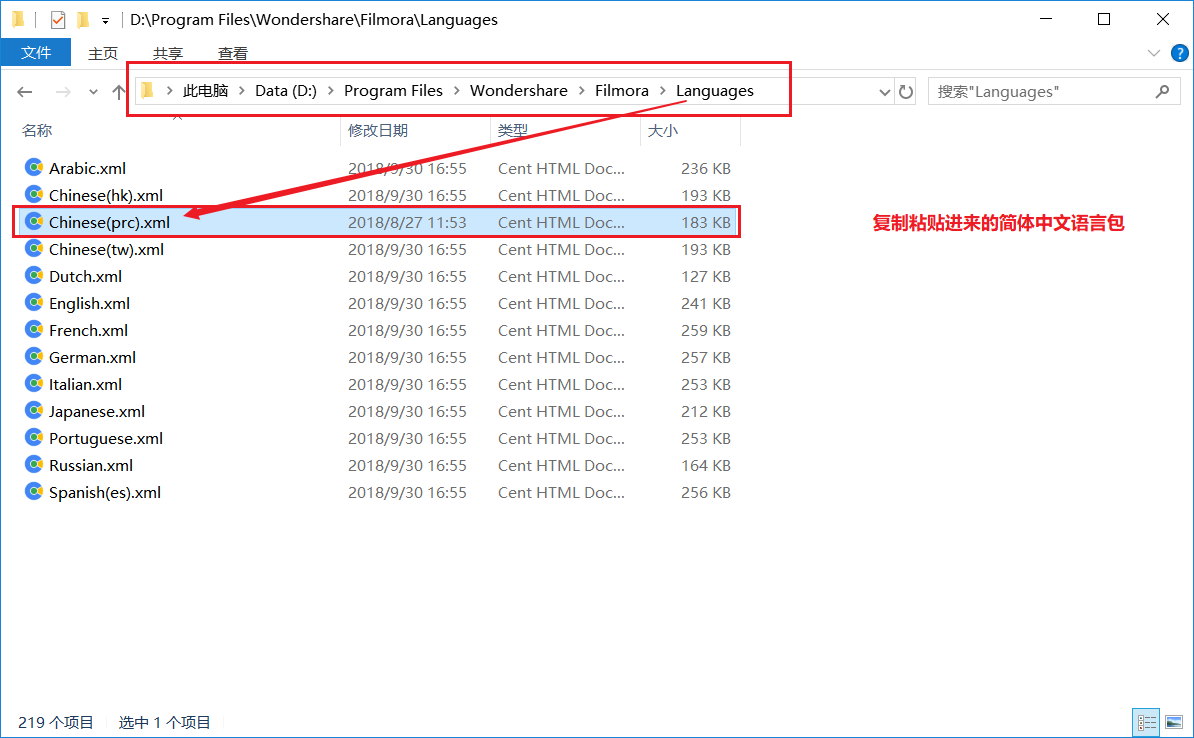 D:\Program Files\Wondershare\Filmora\Languages
文件 主页 共享 查看
此电脑 Data (D:) Program Files Wondershare Filmora Languages 搜索"Languages"
名称 修改日期 类型 大小
Arabic.xml 2018/9/30 16:55 Cent HTML Doc... 236 KB
Chinese(hk).xml 2018/9/30 16:55 Cent HTML Doc... 193 KB
Chinese(prc).xml 2018/8/27 11:53 Cent HTML Doc... 183 KB 复制粘贴进来的简体中文语言包
Chinese(tw).xml 2018/9/30 16:55 Cent HTML Doc... 193 KB
Dutch.xml 2018/9/30 16:55 Cent HTML Doc... 127 KB
English.xml 2018/9/30 16:55 Cent HTML Doc... 241 KB
French.xml 2018/9/30 16:55 Cent HTML Doc... 259 KB
German.xml 2018/9/30 16:55 Cent HTML Doc... 257 KB
Italian.xml 2018/9/30 16:55 Cent HTML Doc... 253 KB
Japanese.xml 2018/9/30 16:55 Cent HTML Doc... 212 KB
Portuguese.xml 2018/9/30 16:55 Cent HTML Doc... 253 KB
Russian.xml 2018/9/30 16:55 Cent HTML Doc... 164 KB
Spanish(es).xml 2018/9/30 16:55 Cent HTML Doc... 256 KB
219 个项目 选中 1 个项目